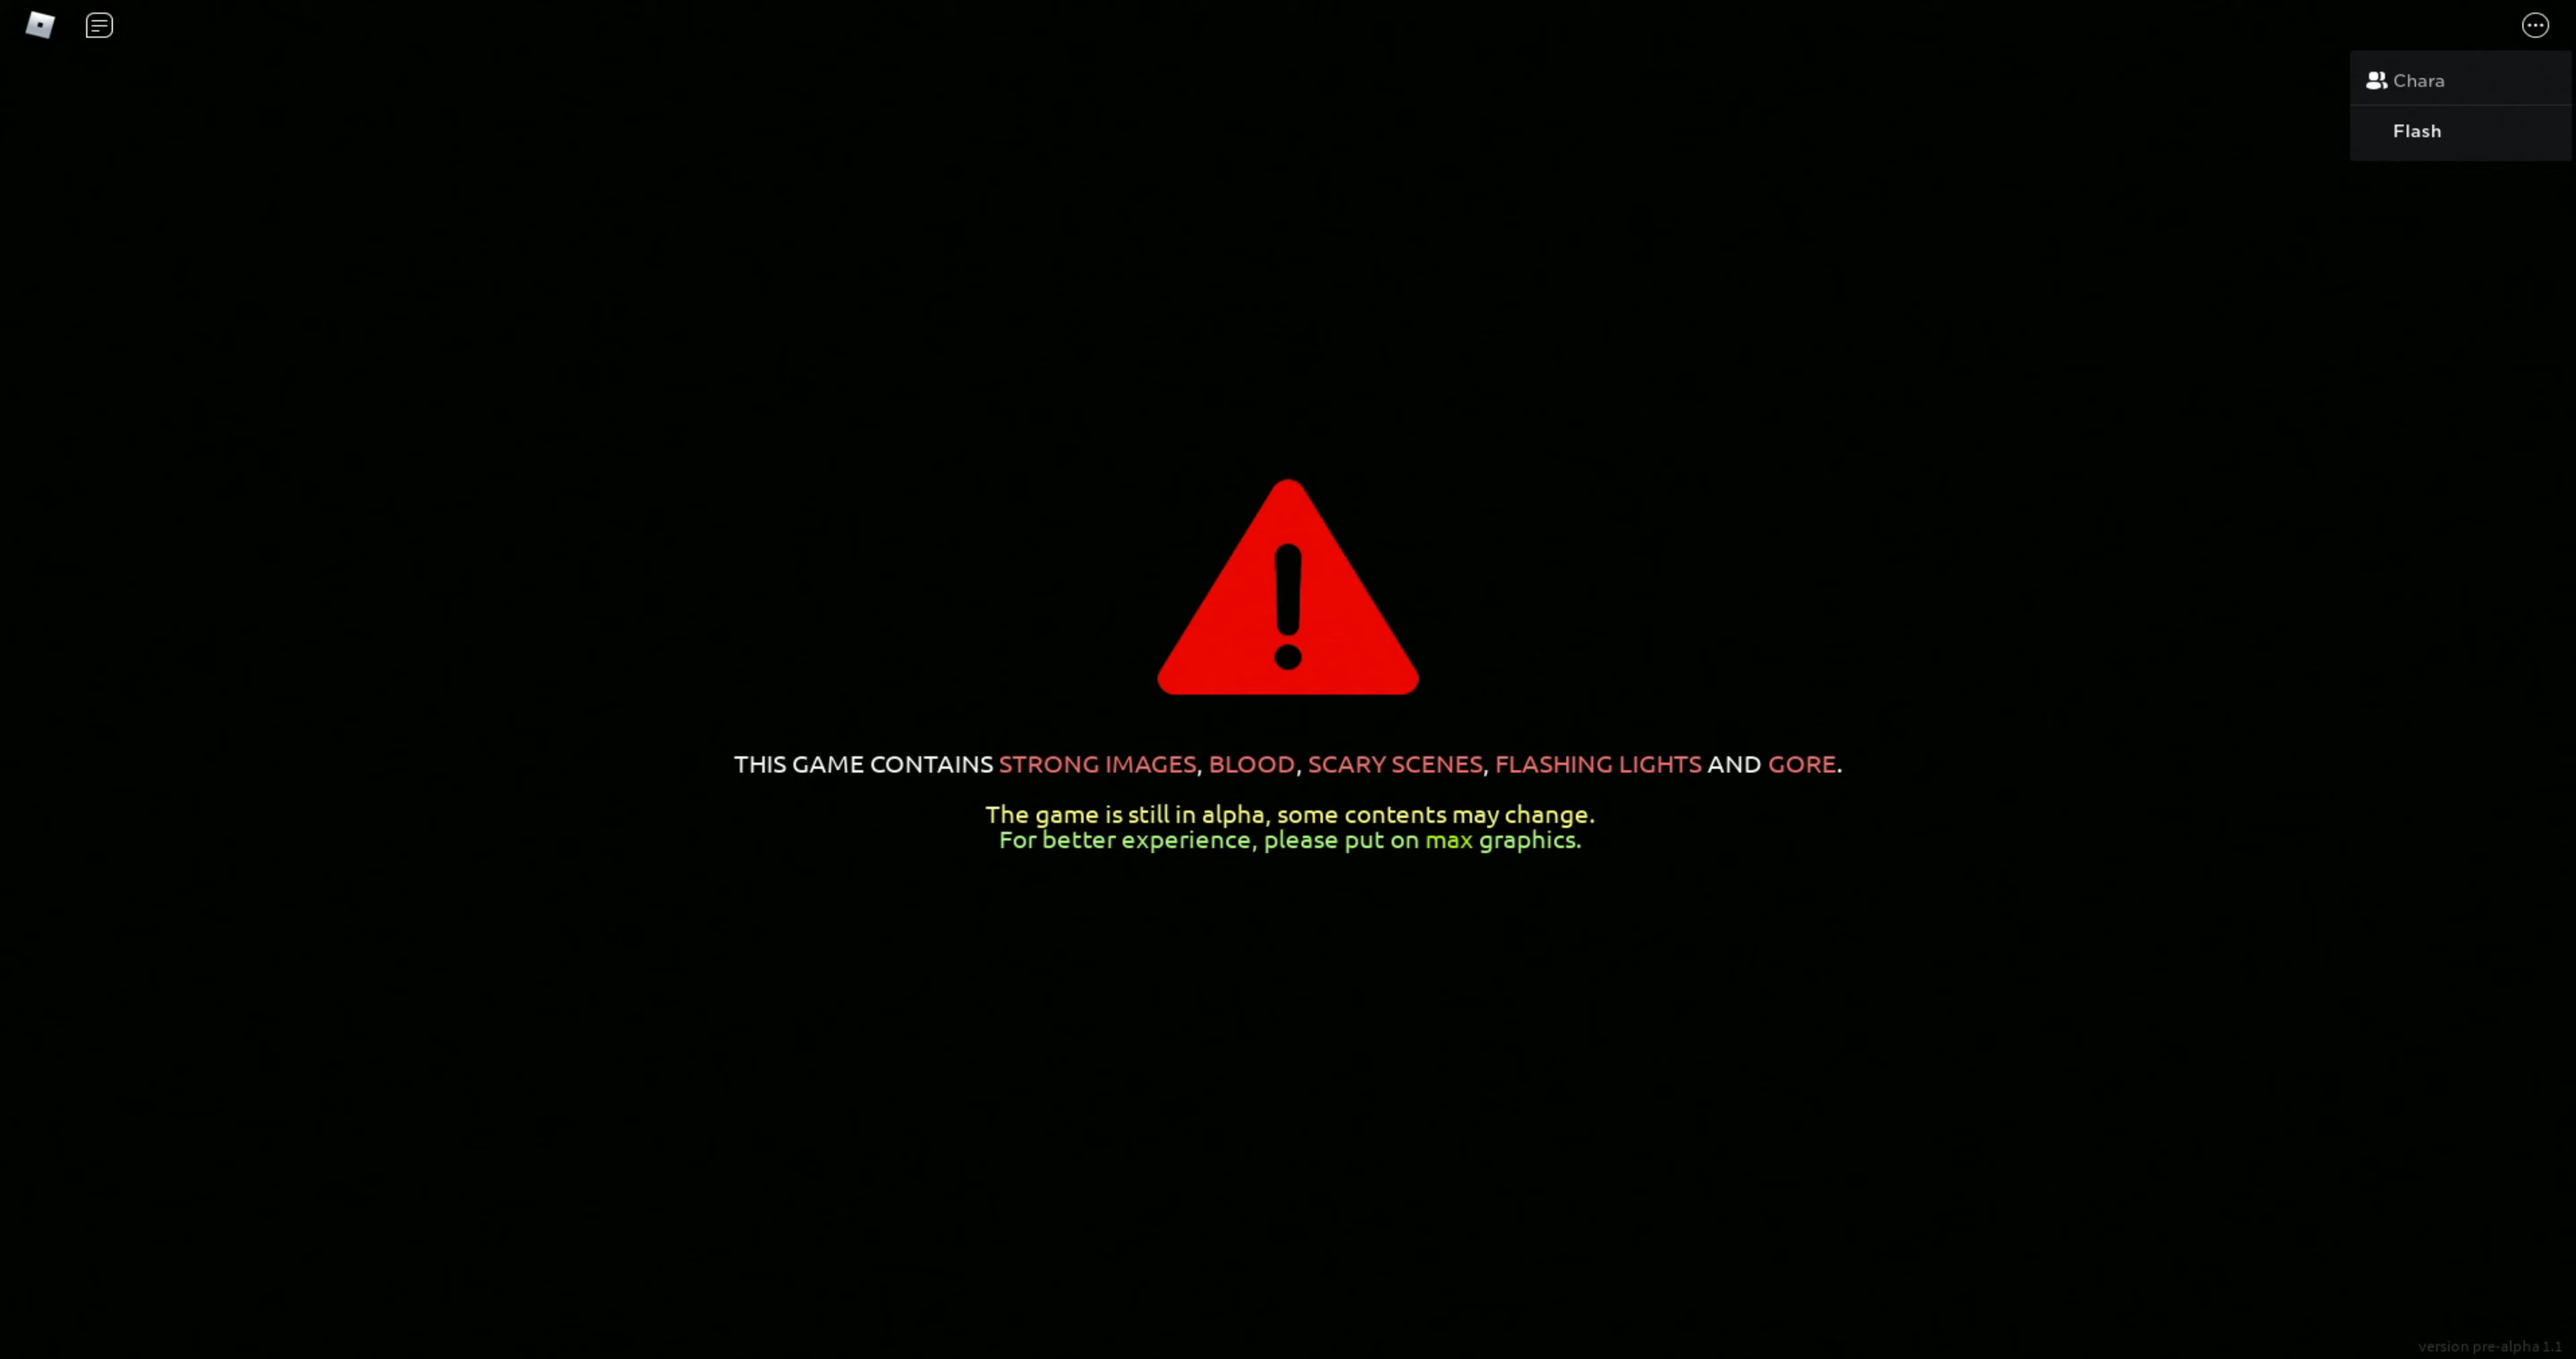 Chara
Flash
THIS GAME CONTAINS STRONG IMAGES, BLOOD, SCARY SCENES, FLASHING LIGHTS AND GORE.
The game is still in alpha, some contents may change.
For better experience, please put on max graphics.
version pre-alpha 1.1